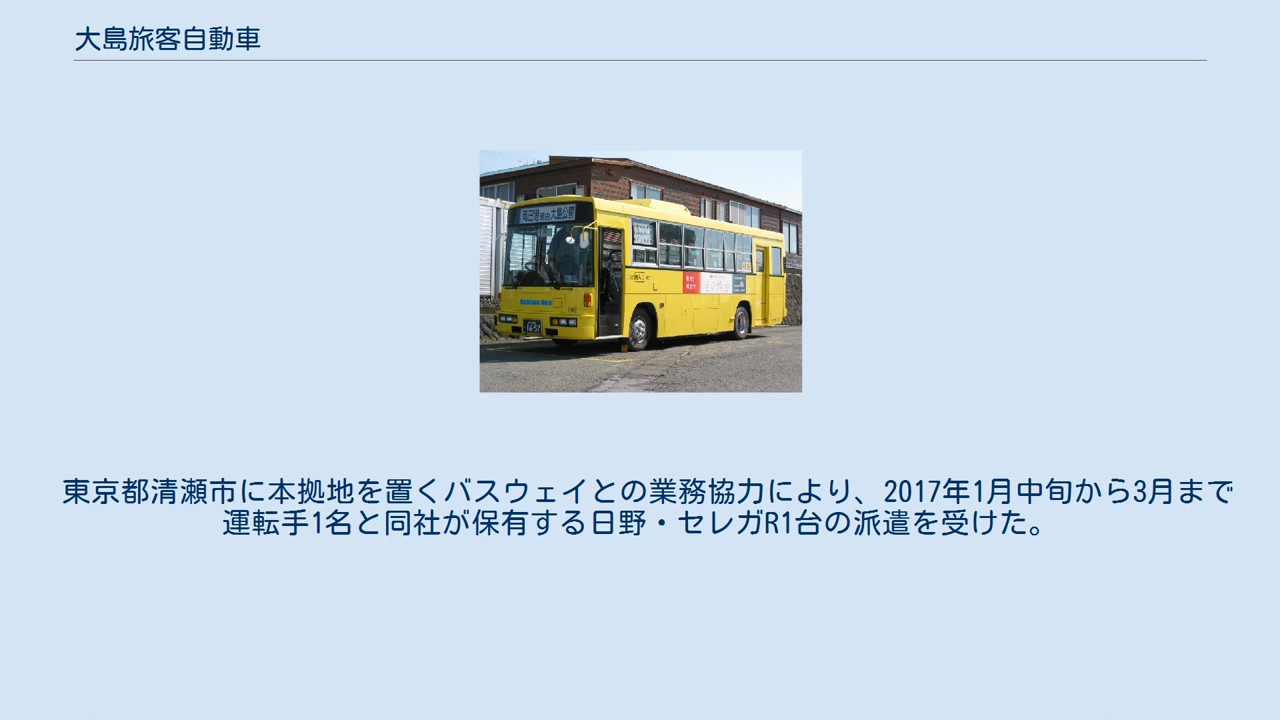 大島旅客自動車
東京都清瀬市に本拠地を置くバスウェイとの業務協力により、2017年1月中旬から3月まで
運転手1名と同社が保有する日野・セレガR1台の派遣を受けた。